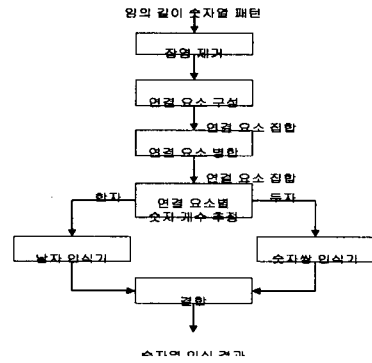 임의 길이 숫자열 패턴
잡영 제거
연결 요소 구성
연결 요소 집합
연결 요소 병합
연결 요소 집합
연결 요소별
숫자 개수 추정
한자
두자
낱자 인식기
숫자쌍 인식기
결합
숫자열 인식 결과